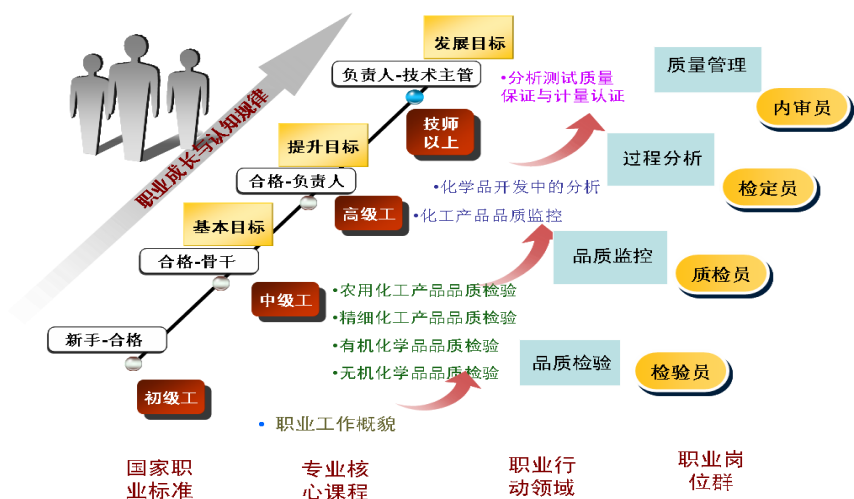 发展目标
负责人-技术主管
技师
以上
提升目标
合格-负责人
高级工
基本目标
合格-骨干
中级工
新手-合格
初级工
职业成长与认知规律
•分析测试质量
保证与计量认证
•化学品开发中的分析
•化工产品品质监控
•农用化工产品品质检验
•精细化工产品品质检验
•有机化学品品质检验
•无机化学品品质检验
• 职业工作概貌
质量管理
过程分析
品质监控
品质检验
内审员
检定员
质检员
检验员
国家职
业标准
专业核
心课程
职业行
动领域
职业岗
位群